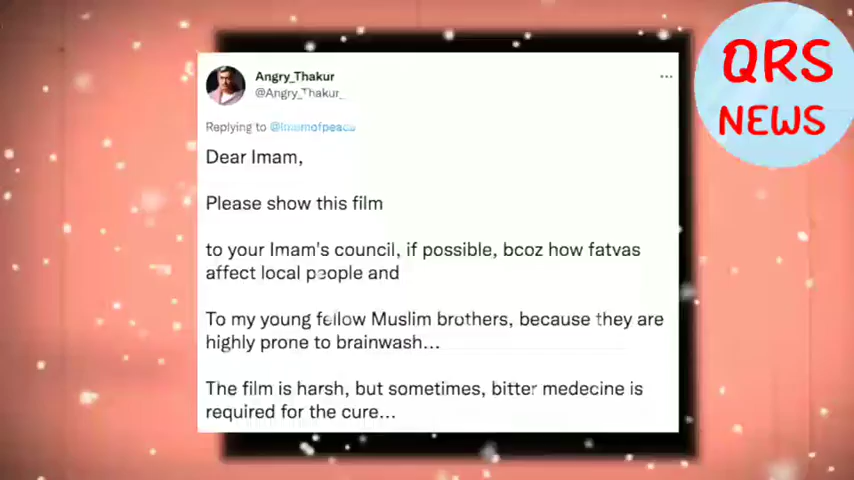 Angry_Thakur
@Angry_Thakur_
Replying to @Imamofpeace
Dear Imam,
Please show this film
to your Imam's council, if possible, bcoz how fatvas
affect local people and
To my young fellow Muslim brothers, because they are
highly prone to brainwash...
The film is harsh, but sometimes, bitter medecine is
required for the cure...
QRS
NEWS